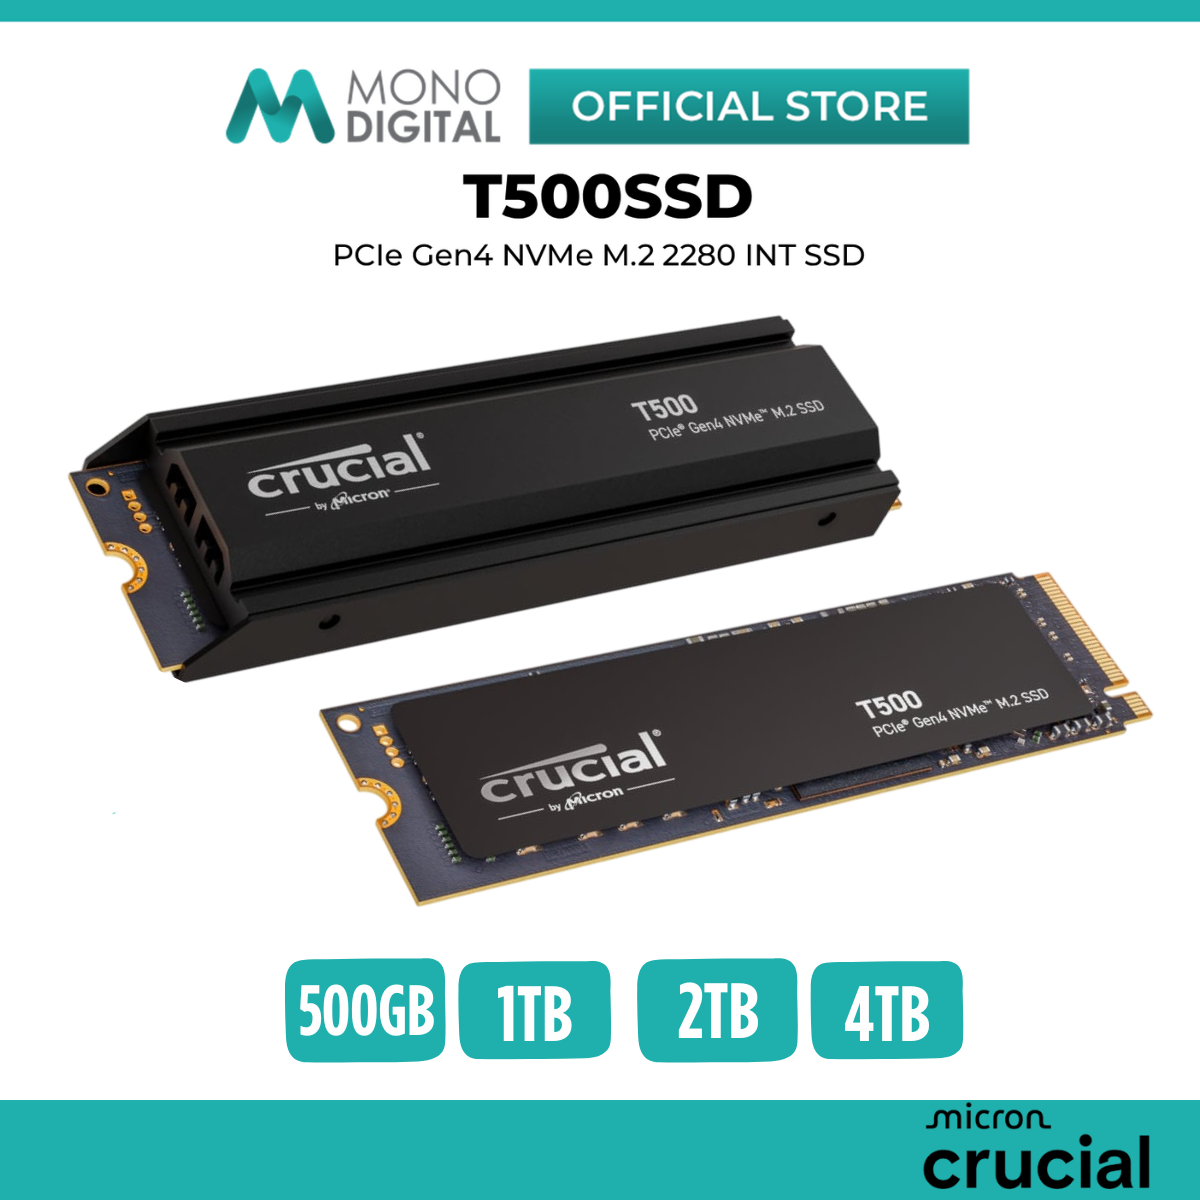 MONO
DIGITAL
OFFICIAL STORE
T500SSD
PCIe Gen4 NVMe M.2 2280 INT SSD
T500
PCIe® Gen4 NVMe™ M.2 SSD
crucial®
by Micron®
T500
PCIe® Gen4 NVMe™ M.2 SSD
crucial®
by Micron
500GB
1TB
2TB
4TB
micron
crucial